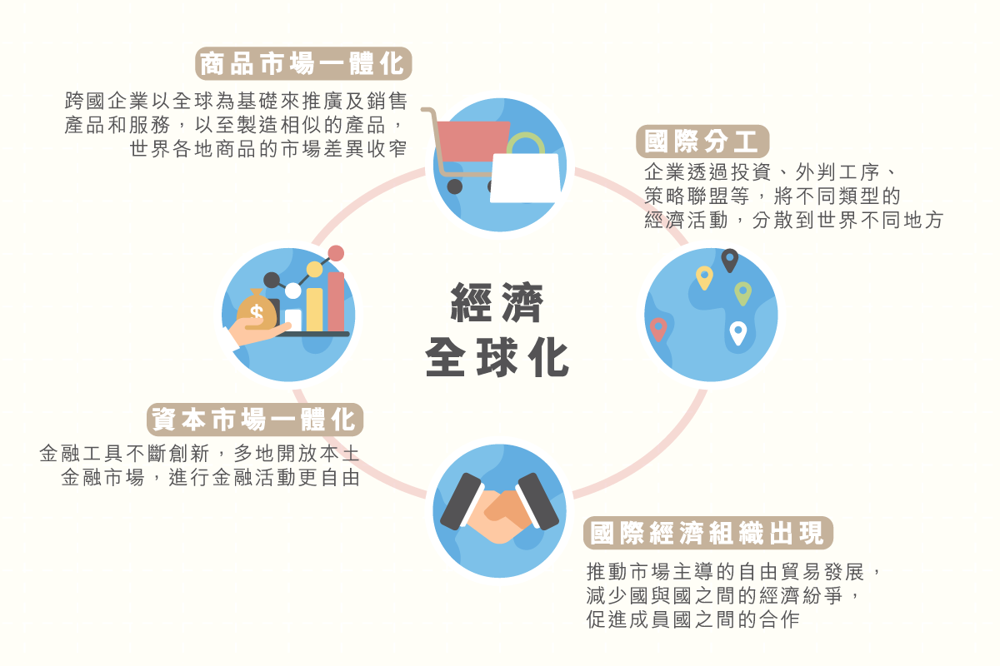 商品市場一體化
跨國企業以全球為基礎來推廣及銷售
產品和服務，以至製造相似的產品，
世界各地商品的市場差異收窄
國際分工
企業透過投資、外判工序、
策略聯盟等，將不同類型的
經濟活動，分散到世界不同地方
$
經濟
全球化
資本市場一體化
金融工具不斷創新，多地開放本土
金融市場，進行金融活動更自由
國際經濟組織出現
推動市場主導的自由貿易發展，
減少國與國之間的經濟紛爭，
促進成員國之間的合作